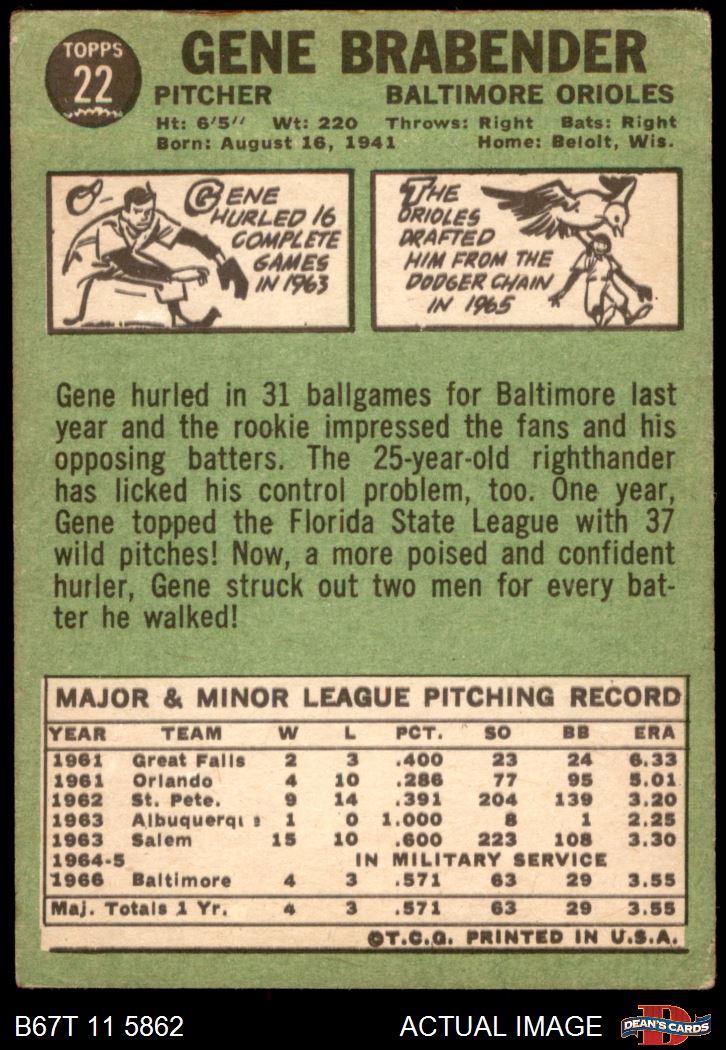 TOPPS
22
GENE BRABENDER
PITCHER BALTIMORE ORIOLES
Ht: 6'5" Wt: 220 Throws: Right Bats: Right
Born: August 16, 1941 Home: Beloit, Wis.
GENE
HURLED 16
COMPLETE
GAMES
IN 1963
THE
ORIOLES
DRAFTED
HIM FROM THE
DODGER CHAIN
IN 1965
Gene hurled in 31 ballgames for Baltimore last
year and the rookie impressed the fans and his
opposing batters. The 25-year-old righthander
has licked his control problem, too. One year,
Gene topped the Florida State League with 37
wild pitches! Now, a more poised and confident
hurler, Gene struck out two men for every bat-
ter he walked!
MAJOR & MINOR LEAGUE PITCHING RECORD
YEAR TEAM W L PCT. SO BB ERA
1961 Great Falls 2 3 .400 23 24 6.33
1961 Orlando 4 10 .286 77 95 5.01
1962 St. Pete. 9 14 .391 204 139 3.20
1963 Albuquerque 1 0 1.000 8 1 2.25
1963 Salem 15 10 .600 223 108 3.30
1964-5 IN MILITARY SERVICE
1966 Baltimore 4 3 .571 63 29 3.55
Maj. Totals 1 Yr. 4 3 .571 63 29 3.55
©T.C.G. PRINTED IN U.S.A.
B67T 11 5862 ACTUAL IMAGE
DEAN'S CARDS